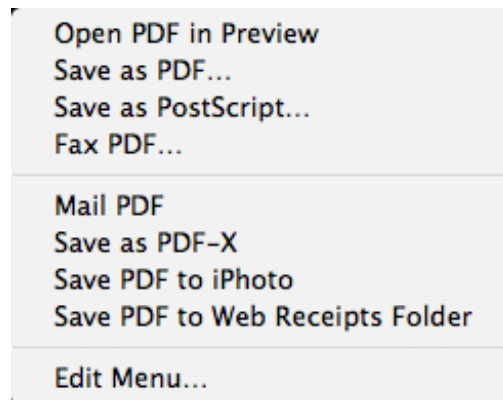 Open PDF in Preview
Save as PDF…
Save as PostScript…
Fax PDF…
Mail PDF
Save as PDF-X
Save PDF to iPhoto
Save PDF to Web Receipts Folder
Edit Menu…